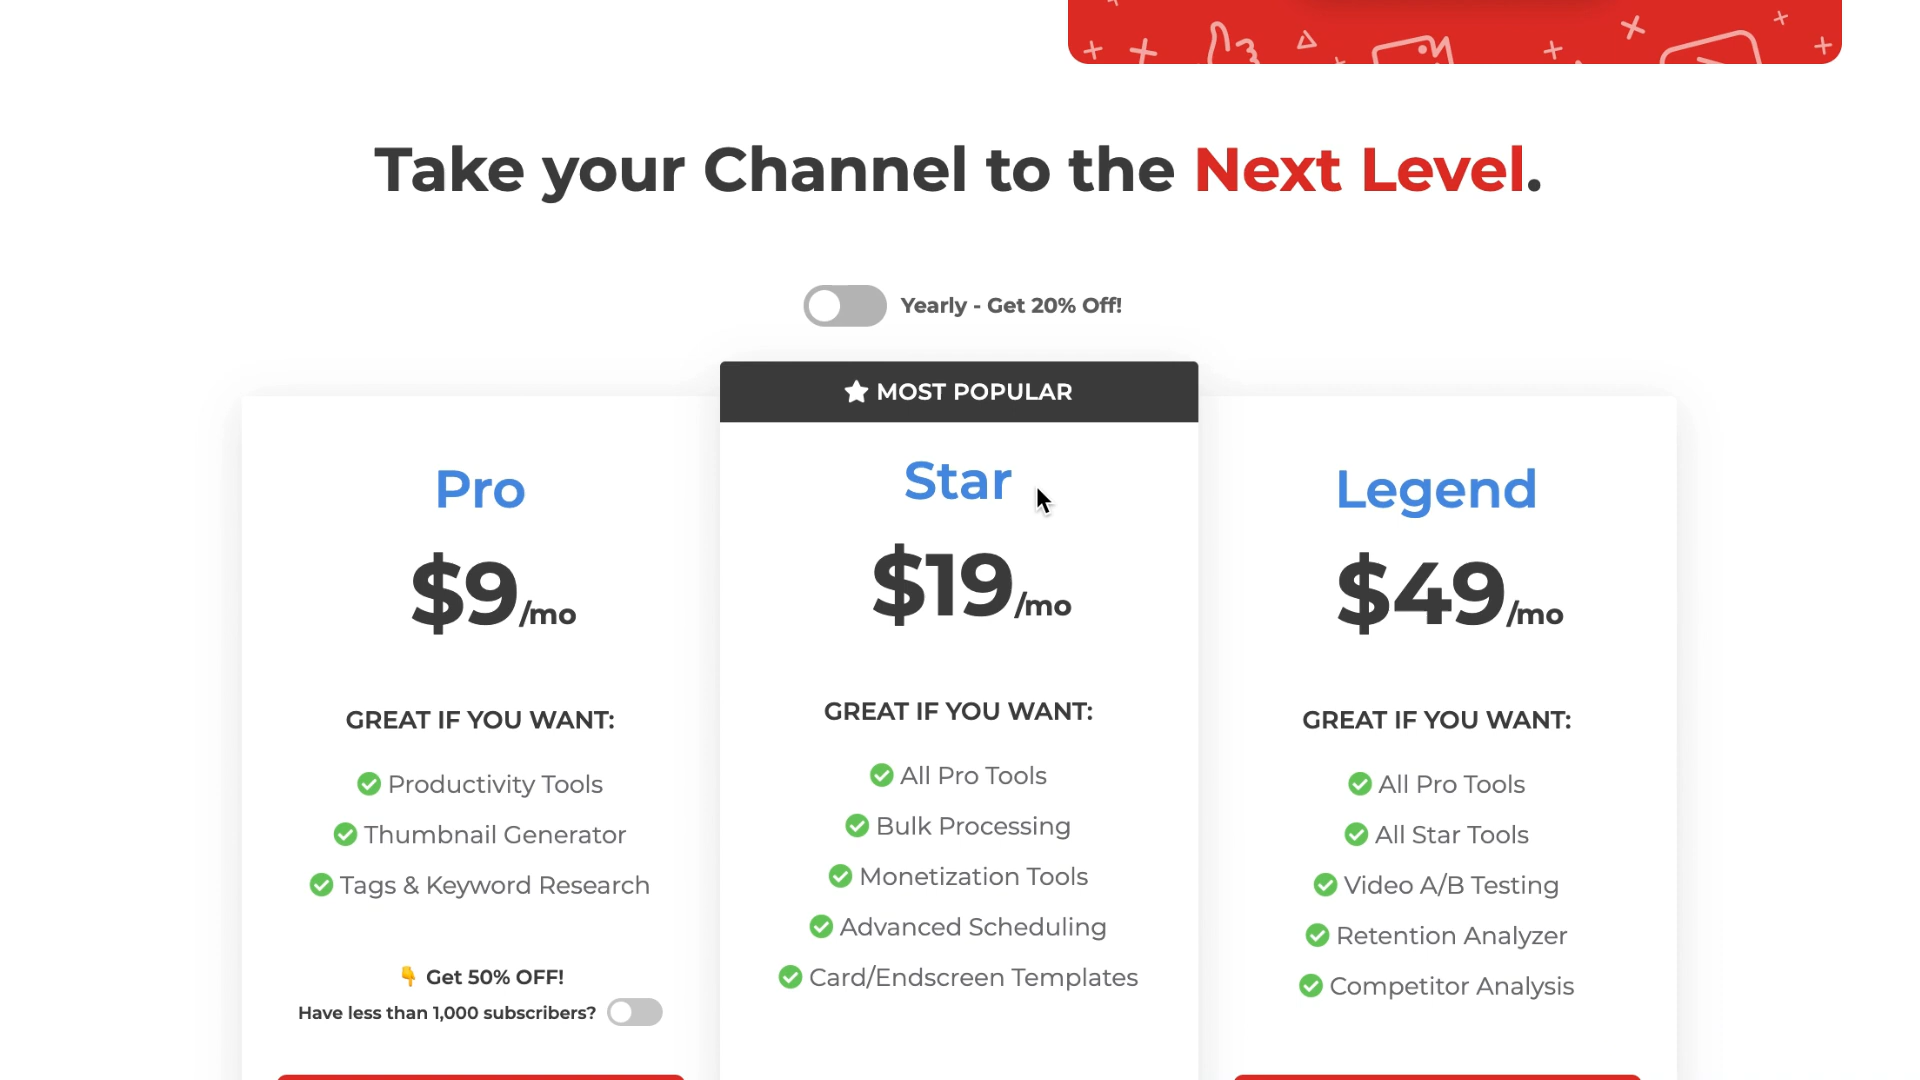 Take your Channel to the Next Level.
Yearly - Get 20% Off!
Pro
$9/mo
GREAT IF YOU WANT:
Productivity Tools
Thumbnail Generator
Tags & Keyword Research
Get 50% OFF!
Have less than 1,000 subscribers?
MOST POPULAR
Star
$19/mo
GREAT IF YOU WANT:
All Pro Tools
Bulk Processing
Monetization Tools
Advanced Scheduling
Card/Endscreen Templates
Legend
$49/mo
GREAT IF YOU WANT:
All Pro Tools
All Star Tools
Video A/B Testing
Retention Analyzer
Competitor Analysis